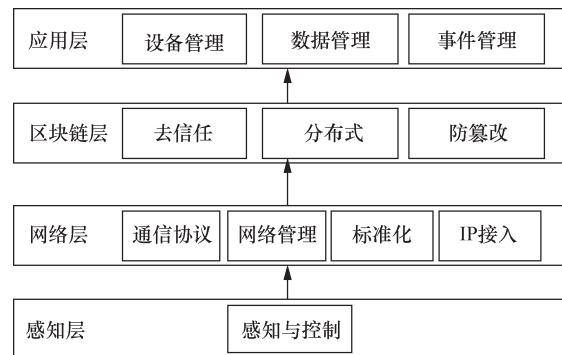 应用层 设备管理 数据管理 事件管理
区块链层 去信任 分布式 防篡改
网络层 通信协议 网络管理 标准化 IP接入
感知层 感知与控制